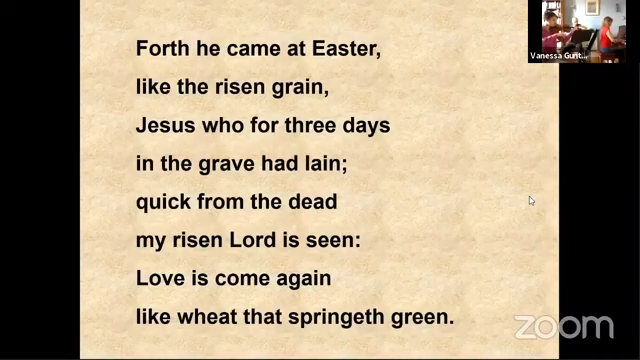 Forth he came at Easter,
like the risen grain,
Jesus who for three days
in the grave had lain;
quick from the dead
my risen Lord is seen:
Love is come again
like wheat that springeth green.
Vanessa Gunt...
zoom